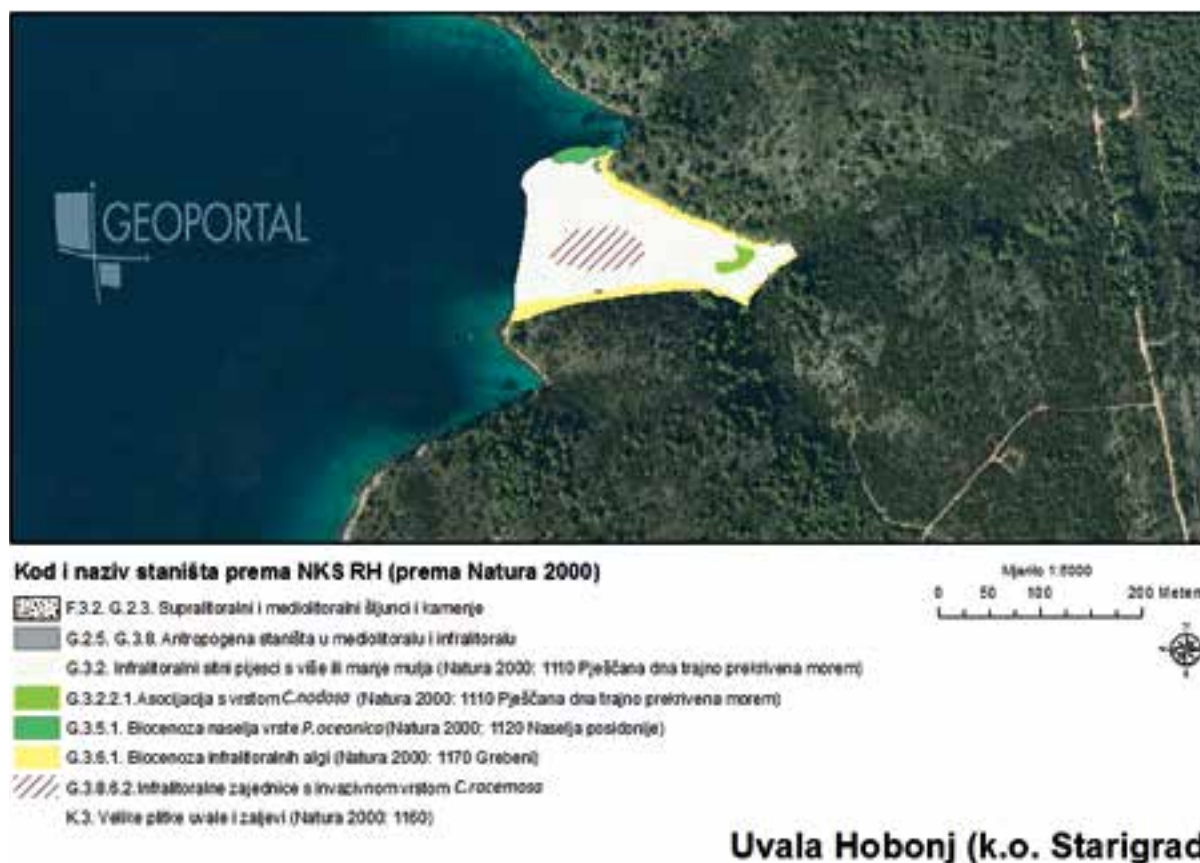 GEOPORTAL
Kod i naziv staništa prema NKS RH (prema Natura 2000)
F.3.2. G.2.3. Supralitoralni i mediolitoralni šljunci i kamenje
G.2.5. G.3.8. Antropogena staništa u mediolitoralu i infralitoralu
G.3.2. Infralitoralni sitni pijesci s više ili manje mulja (Natura 2000: 1110 Pješčana dna trajno prekrivena morem)
G.3.2.2.1. Asocijacija s vrstom C.nodosa (Natura 2000: 1110 Pješčana dna trajno prekrivena morem)
G.3.5.1. Biocenoza naselja vrste P.oceanica (Natura 2000: 1120 Naselja posidonije)
G.3.6.1. Biocenoza infralitoralnih algi (Natura 2000: 1170 Grebeni)
G.3.8.6.2. Infralitoralne zajednice s invazivnom vrstom C.racemosa
K.3. Velike plitke uvale i zaljevi (Natura 2000: 1160)
Mjerilo 1:5000
0 50 100 200 Meters
Uvala Hobonj (k.o. Starigrad